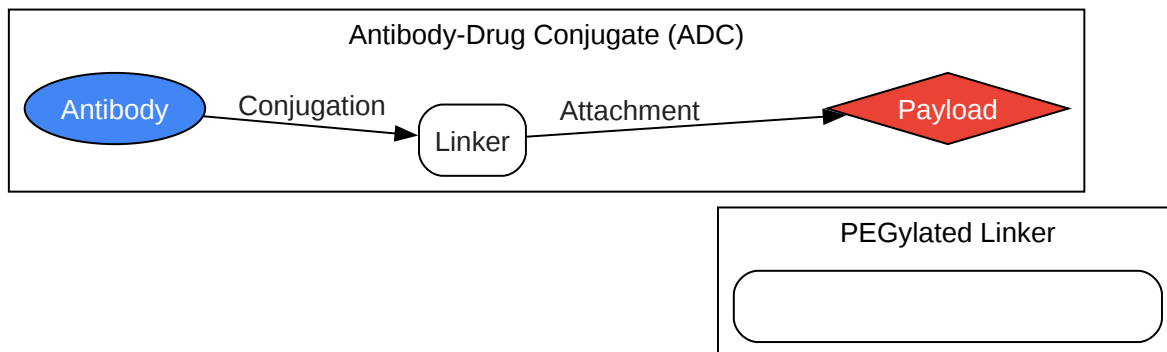 Antibody-Drug Conjugate (ADC)
Antibody
Conjugation
Linker
Attachment
Payload
PEGylated Linker